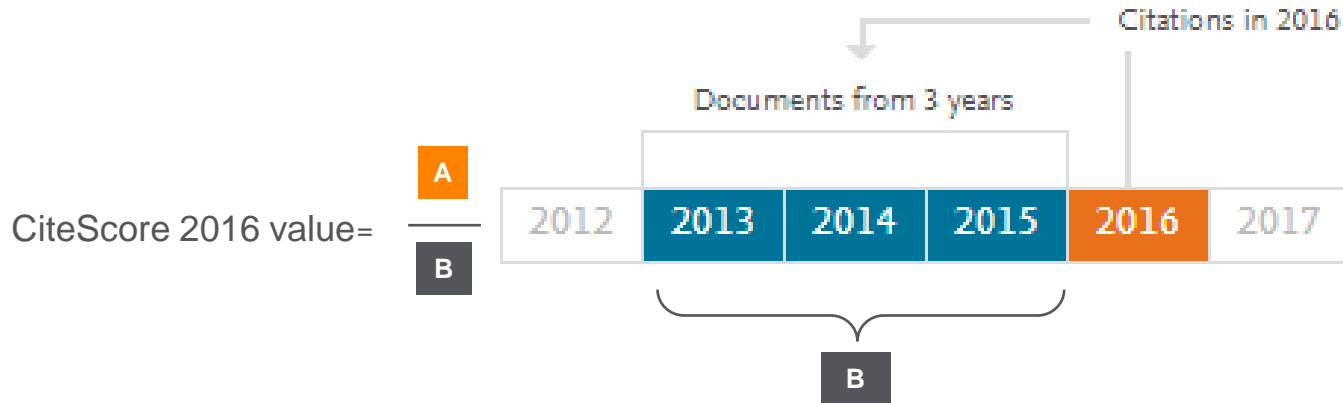 Citations in 2016
Documents from 3 years
A
CiteScore 2016 value=
B
2012 2013 2014 2015 2016 2017
B